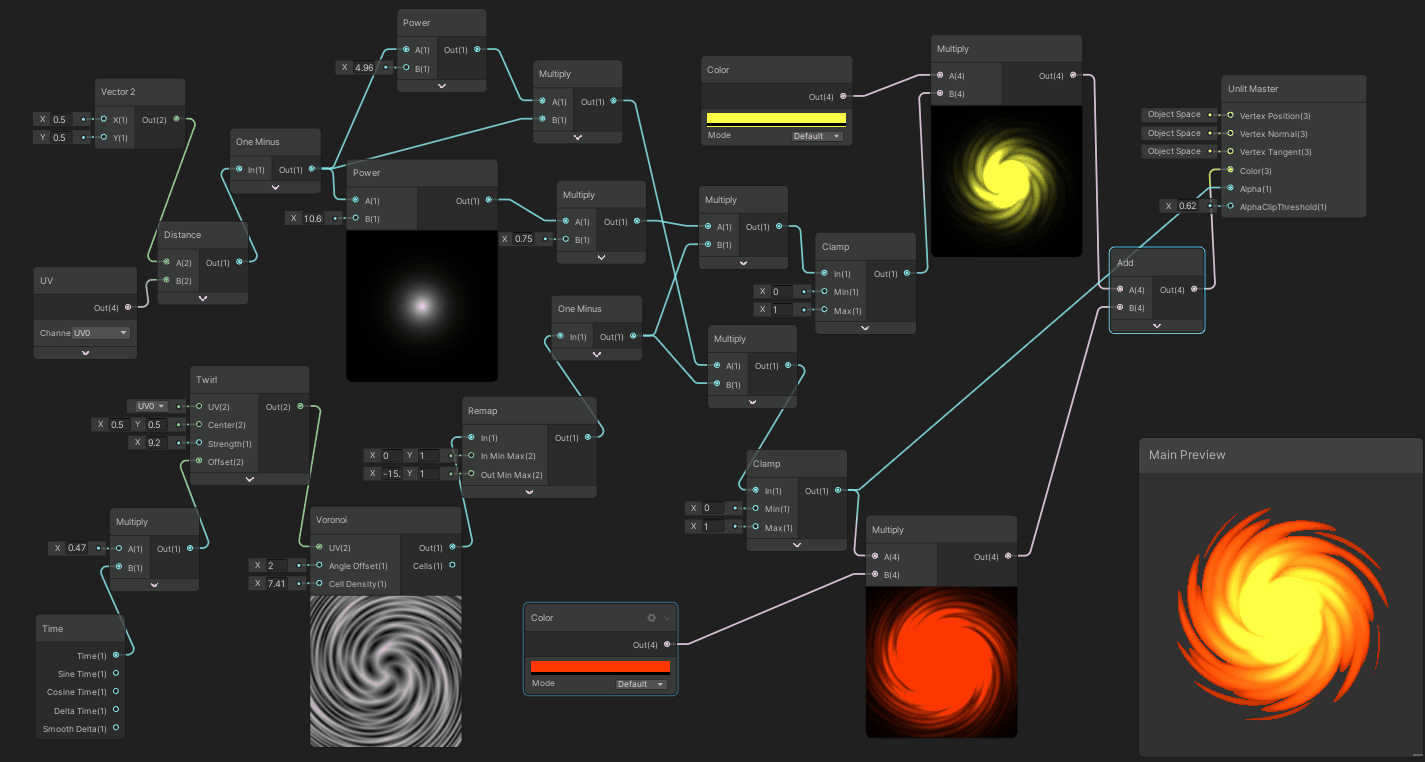 Power
A(1) Out(1)
X 4.96 B(1)
Vector 2
X 0.5 X(1) Out(2)
Y 0.5 Y(1)
One Minus
In(1) Out(1)
Multiply
A(1) Out(1)
B(1)
Power
A(1) Out(1)
X 10.6 B(1)
Distance
A(2) Out(1)
B(2)
UV
Out(4)
Channe UV0
Multiply
A(1) Out(1)
X 0.75 B(1)
Color
Out(4)
Mode Default
Multiply
A(4) Out(4)
B(4)
Unlit Master
Object Space Vertex Position(3)
Object Space Vertex Normal(3)
Object Space Vertex Tangent(3)
Color(3)
Alpha(1)
X 0.62 AlphaClipThreshold(1)
Multiply
A(1) Out(1)
B(1)
Clamp
In(1) Out(1)
X 0 Min(1)
X 1 Max(1)
Add
A(4) Out(4)
B(4)
One Minus
In(1) Out(1)
Multiply
A(1) Out(1)
B(1)
Twirl
UV0 UV(2) Out(2)
X 0.5 Y 0.5 Center(2)
X 9.2 Strength(1)
Offset(2)
Remap
In(1) Out(1)
X 0 Y 1 In Min Max(2)
X -15. Y 1 Out Min Max(2)
Clamp
In(1) Out(1)
X 0 Min(1)
X 1 Max(1)
Multiply
X 0.47 A(1) Out(1)
B(1)
Voronoi
UV(2) Out(1)
X 2 Angle Offset(1) Cells(1)
X 7.41 Cell Density(1)
Multiply
A(4) Out(4)
B(4)
Time
Time(1)
Sine Time(1)
Cosine Time(1)
Delta Time(1)
Smooth Delta(1)
Color
Out(4)
Mode Default
Main Preview